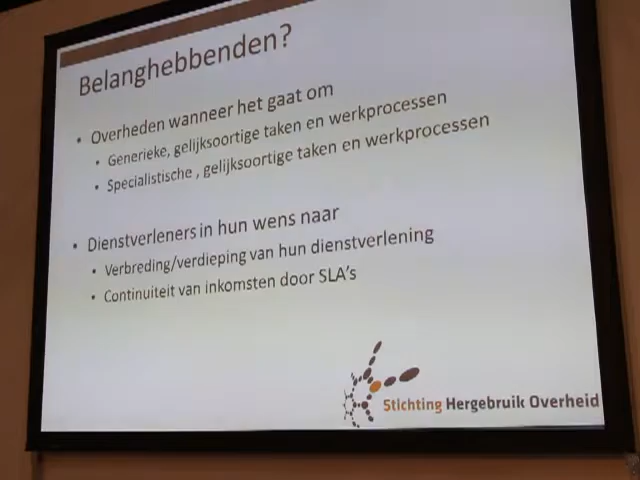 Belanghebbenden?
• Overheden wanneer het gaat om
• Generieke, gelijksoortige taken en werkprocessen
• Specialistische , gelijksoortige taken en werkprocessen
• Dienstverleners in hun wens naar
• Verbreding/verdieping van hun dienstverlening
• Continuiteit van inkomsten door SLA's
Stichting Hergebruik Overheid